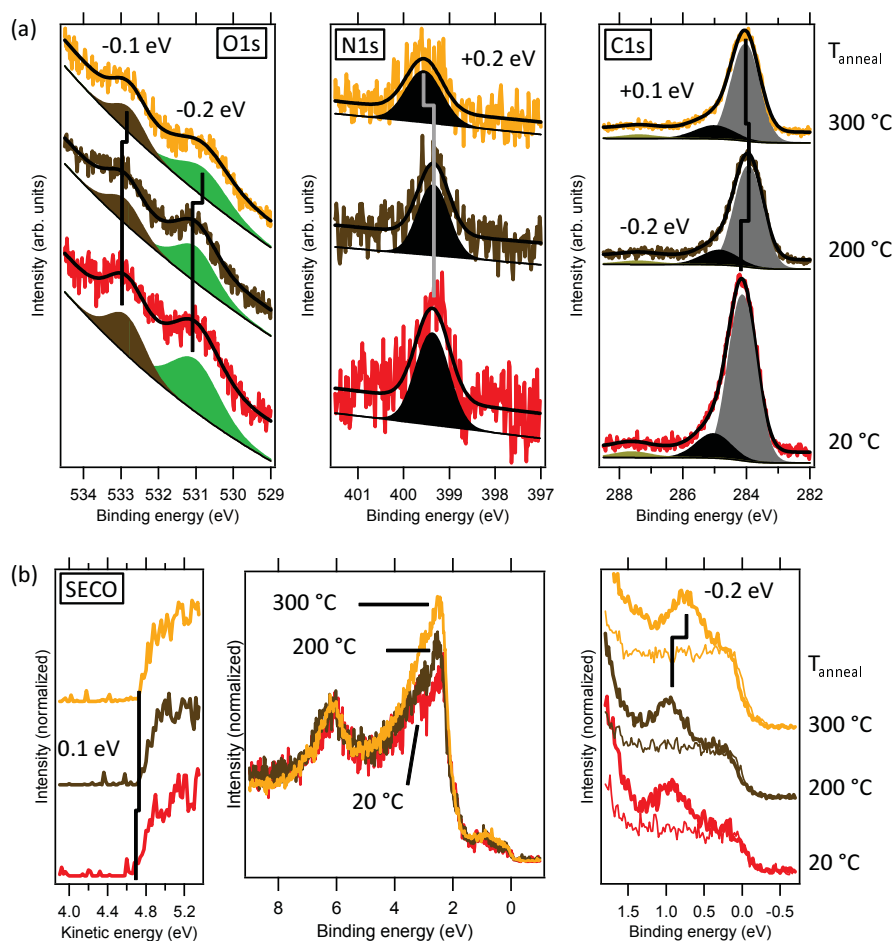 (a)
O1s
N1s
C1s
T anneal
-0.1 eV
-0.2 eV
+0.2 eV
+0.1 eV
-0.2 eV
300 °C
200 °C
20 °C
Intensity (arb. units)
Intensity (arb. units)
Intensity (arb. units)
534 533 532 531 530 529
401 400 399 398 397
288 286 284 282
Binding energy (eV)
Binding energy (eV)
Binding energy (eV)
(b)
SECO
0.1 eV
Intensity (normalized)
4.0 4.8 5.2
Kinetic energy (eV)
300 °C
200 °C
20 °C
Intensity (normalized)
8 6 4 2 0
Binding energy (eV)
-0.2 eV
T anneal
300 °C
200 °C
20 °C
Intensity (normalized)
1.5 1.0 0.5 0.0 -0.5
Binding energy (eV)